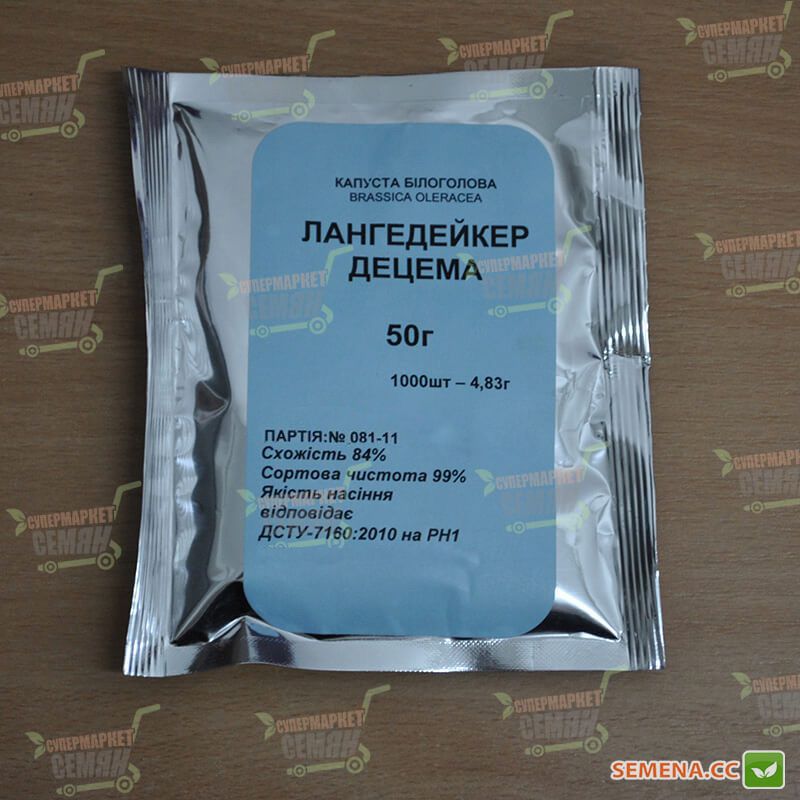 КАПУСТА БІЛОГОЛОВА
BRASSICA OLERACEA
ЛАНГЕДЕЙКЕР
ДЕЦЕМА
50г
1000шт – 4,83г
ПАРТІЯ:№ 081-11
Схожість 84%
Сортова чистота 99%
Якість насіння
відповідає
ДСТУ-7160:2010 на РН1
СУПЕРМАРКЕТ
СЕМЯН
SEMENA.CC